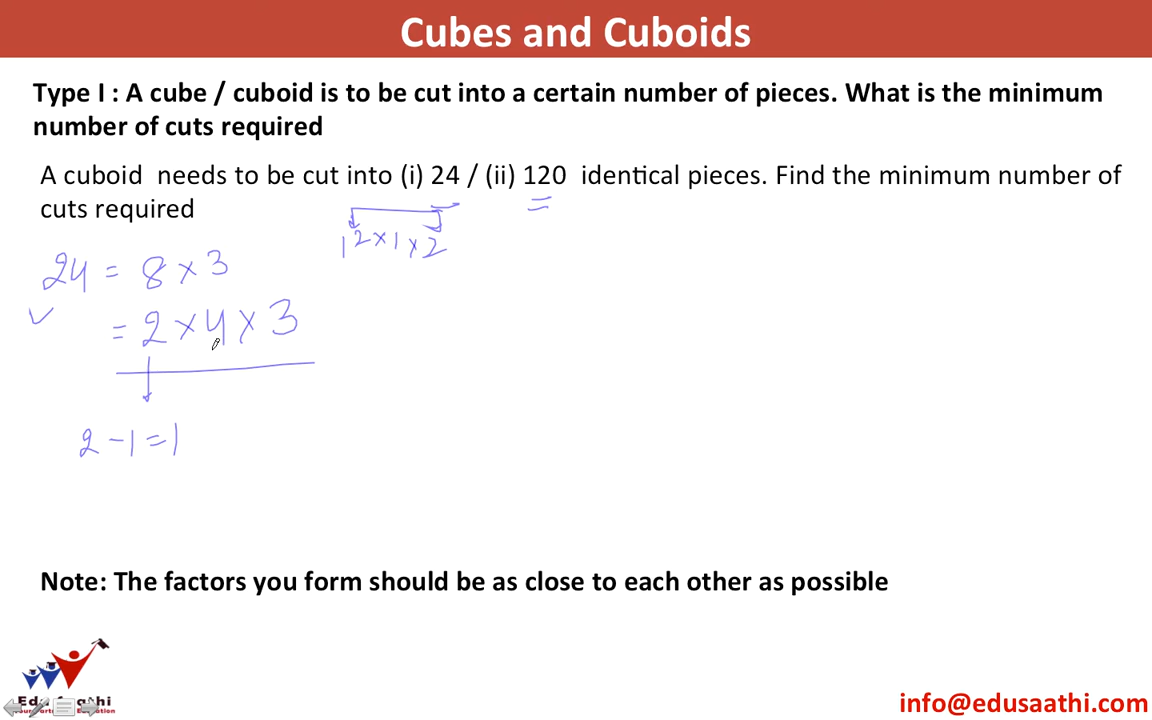 Cubes and Cuboids
Type I : A cube / cuboid is to be cut into a certain number of pieces. What is the minimum
number of cuts required
A cuboid needs to be cut into (i) 24 / (ii) 120 identical pieces. Find the minimum number of
cuts required
12 × 1 × 2
24 = 8 × 3
= 2 × 4 × 3
2 - 1 = 1
Note: The factors you form should be as close to each other as possible
info@edusaathi.com